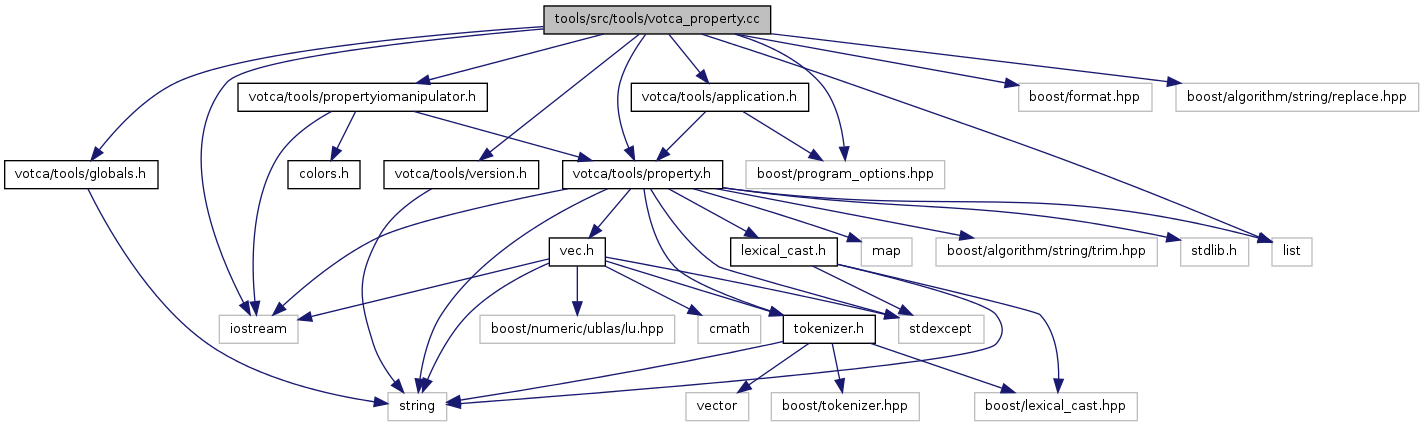 tools/src/tools/votca_property.cc
votca/tools/propertyiomanipulator.h
votca/tools/application.h
boost/format.hpp
boost/algorithm/string/replace.hpp
votca/tools/globals.h
colors.h
votca/tools/version.h
votca/tools/property.h
boost/program_options.hpp
vec.h
lexical_cast.h
map
boost/algorithm/string/trim.hpp
stdlib.h
list
iostream
boost/numeric/ublas/lu.hpp
cmath
tokenizer.h
stdexcept
string
vector
boost/tokenizer.hpp
boost/lexical_cast.hpp